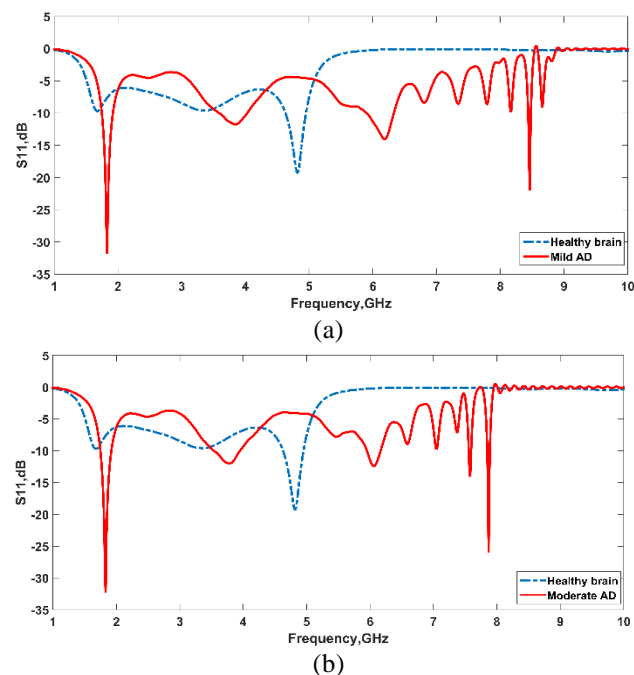 5
0
-5
-10
-15
-20
-25
-30
-35
S11,dB
Healthy brain
Mild AD
1 2 3 4 5 6 7 8 9 10
Frequency,GHz
(a)
5
0
-5
-10
-15
-20
-25
-30
-35
S11,dB
Healthy brain
Moderate AD
1 2 3 4 5 6 7 8 9 10
Frequency,GHz
(b)